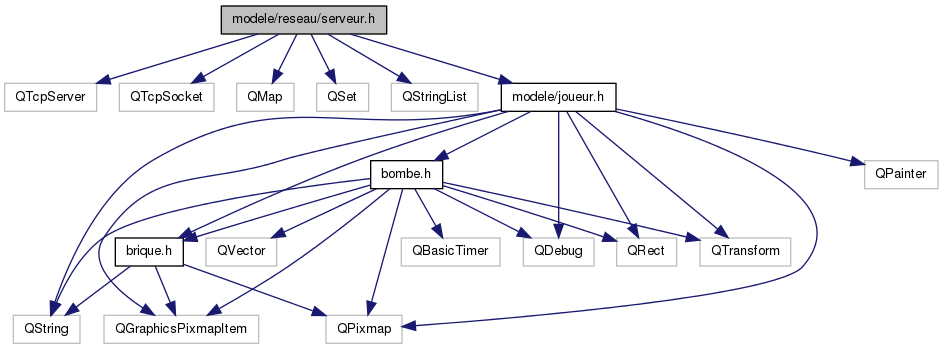 modele/reseau/serveur.h
QTcpServer
QTcpSocket
QMap
QSet
QStringList
modele/joueur.h
bombe.h
QPainter
brique.h
QVector
QBasicTimer
QDebug
QRect
QTransform
QString
QGraphicsPixmapItem
QPixmap